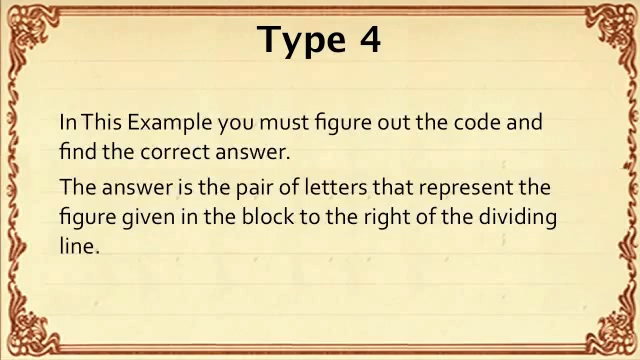 Type 4
In This Example you must figure out the code and
find the correct answer.
The answer is the pair of letters that represent the
figure given in the block to the right of the dividing
line.